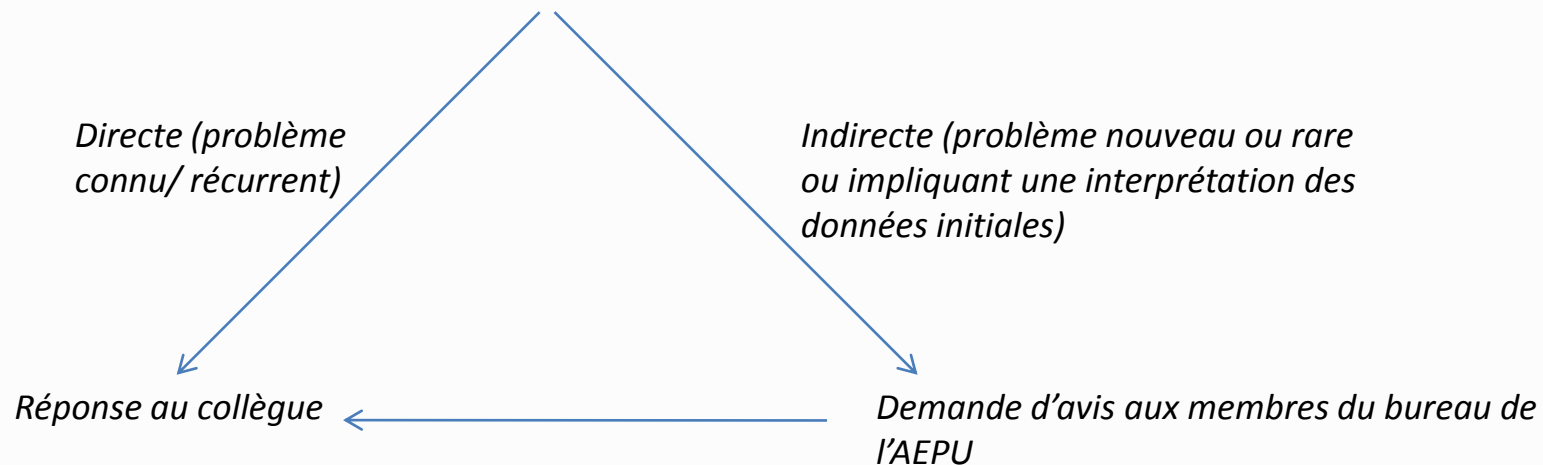 Directe (problème
connu/ récurrent)
Indirecte (problème nouveau ou rare
ou impliquant une interprétation des
données initiales)
Réponse au collègue
Demande d’avis aux membres du bureau de
l’AEPU